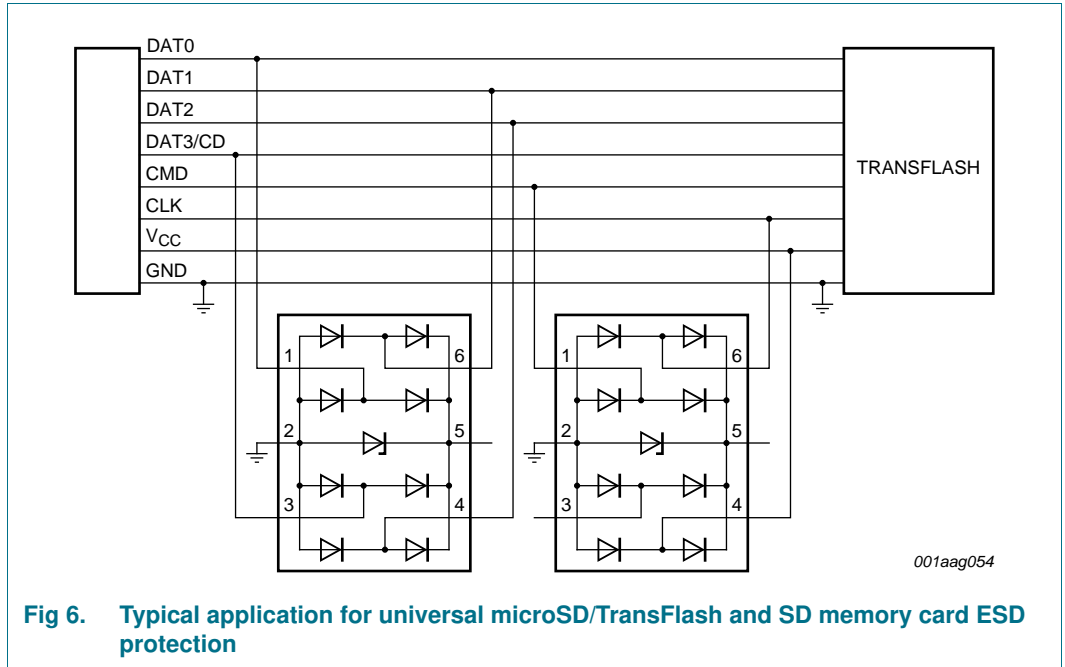 DAT0
DAT1
DAT2
DAT3/CD
CMD
CLK
VCC
GND
TRANSFLASH
1
6
2
5
3
4
1
6
2
5
3
4
001aag054
Fig 6. Typical application for universal microSD/TransFlash and SD memory card ESD
protection